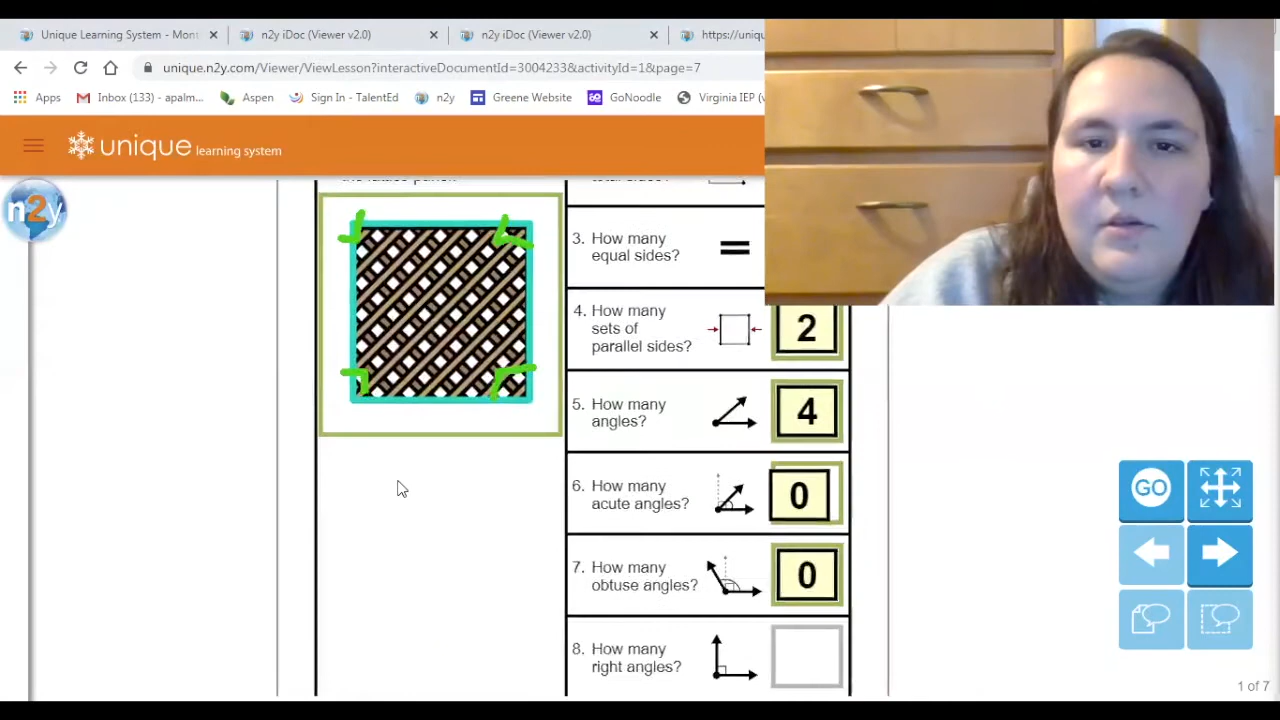 Unique Learning System - Mont
n2y iDoc (Viewer v2.0)
n2y iDoc (Viewer v2.0)
https://uniq
unique.n2y.com/Viewer/ViewLesson?interactiveDocumentId=3004233&activityId=1&page=7
Apps
Inbox (133) - apalm...
Aspen
Sign In - TalentEd
n2y
Greene Website
GoNoodle
Virginia IEP (v
unique learning system
n2y
3. How many
equal sides?
=
4. How many
sets of
parallel sides?
2
5. How many
angles?
4
6. How many
acute angles?
0
7. How many
obtuse angles?
0
8. How many
right angles?
GO
1 of 7